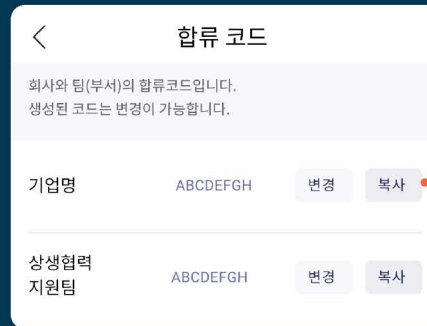 합류 코드
회사와 팀(부서)의 합류코드입니다.
생성된 코드는 변경이 가능합니다.
기업명 ABCDEFGH 변경 복사
상생협력
지원팀 ABCDEFGH 변경 복사